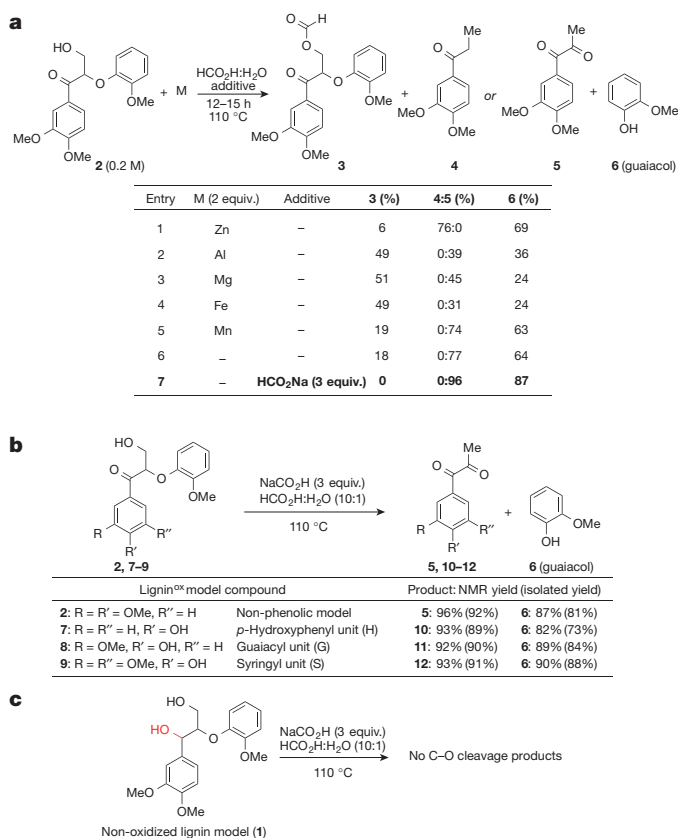 a
HO
O
O
OMe
MeO
OMe
2 (0.2 M)
+ M
HCO₂H:H₂O
additive
12–15 h
110 °C
O H
O
O
O
OMe
MeO
OMe
3
+
Me
O
MeO
OMe
4
or
Me
O
O
MeO
OMe
5
+
OMe
OH
6 (guaiacol)
Entry M (2 equiv.) Additive 3 (%) 4:5 (%) 6 (%)
1 Zn – 6 76:0 69
2 Al – 49 0:39 36
3 Mg – 51 0:45 24
4 Fe – 49 0:31 24
5 Mn – 19 0:74 63
6 – – 18 0:77 64
7 – HCO₂Na (3 equiv.) 0 0:96 87
b
HO
O
O
OMe
R R″
R′
2, 7–9
NaCO₂H (3 equiv.)
HCO₂H:H₂O (10:1)
110 °C
Me
O
O
R R″
R′
5, 10–12
+
OMe
OH
6 (guaiacol)
Ligninᵒˣ model compound Product: NMR yield (isolated yield)
2: R = R′ = OMe, R″ = H Non-phenolic model 5: 96% (92%) 6: 87% (81%)
7: R = R″ = H, R′ = OH p-Hydroxyphenyl unit (H) 10: 93% (89%) 6: 82% (73%)
8: R = OMe, R′ = OH, R″ = H Guaiacyl unit (G) 11: 92% (90%) 6: 89% (84%)
9: R = R″ = OMe, R′ = OH Syringyl unit (S) 12: 93% (91%) 6: 90% (88%)
c
HO
HO
O
OMe
MeO
OMe
Non-oxidized lignin model (1)
NaCO₂H (3 equiv.)
HCO₂H:H₂O (10:1)
110 °C
No C–O cleavage products